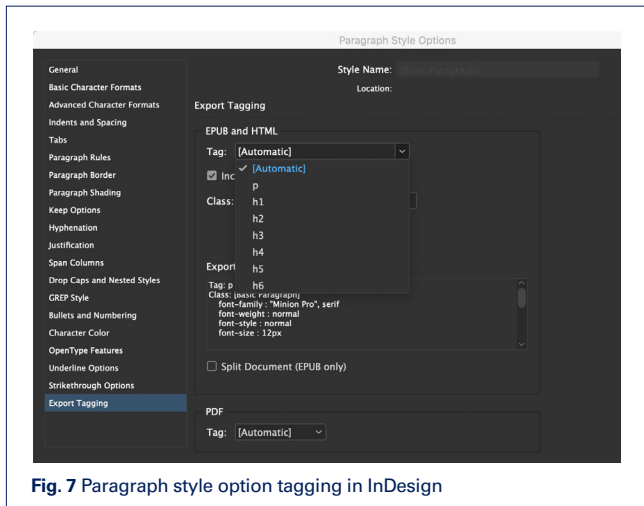 Paragraph Style Options
General
Basic Character Formats
Advanced Character Formats
Indents and Spacing
Tabs
Paragraph Rules
Paragraph Border
Paragraph Shading
Keep Options
Hyphenation
Justification
Span Columns
Drop Caps and Nested Styles
GREP Style
Bullets and Numbering
Character Color
OpenType Features
Underline Options
Strikethrough Options
Export Tagging
Style Name: [Basic Paragraph]
Location:
Export Tagging
EPUB and HTML
Tag: [Automatic]
✓ [Automatic]
p
h1
h2
h3
h4
h5
h6
Inc
Class:
Export
Tag: p
Class: [Basic Paragraph]
font-family : "Minion Pro", serif
font-weight : normal
font-style : normal
font-size : 12px
Split Document (EPUB only)
PDF
Tag: [Automatic]
Fig. 7 Paragraph style option tagging in InDesign